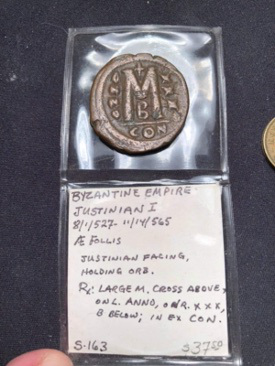 M
B
CON
BYZANTINE EMPIRE
JUSTINIAN I
8/1/527-11/14/565
Æ FOLLIS
JUSTINIAN FACING,
HOLDING ORB.
Rx: LARGE M, CROSS ABOVE,
ON L. ANNO, ON R. XXX,
B BELOW; IN EX CON.
S-163
$37.50